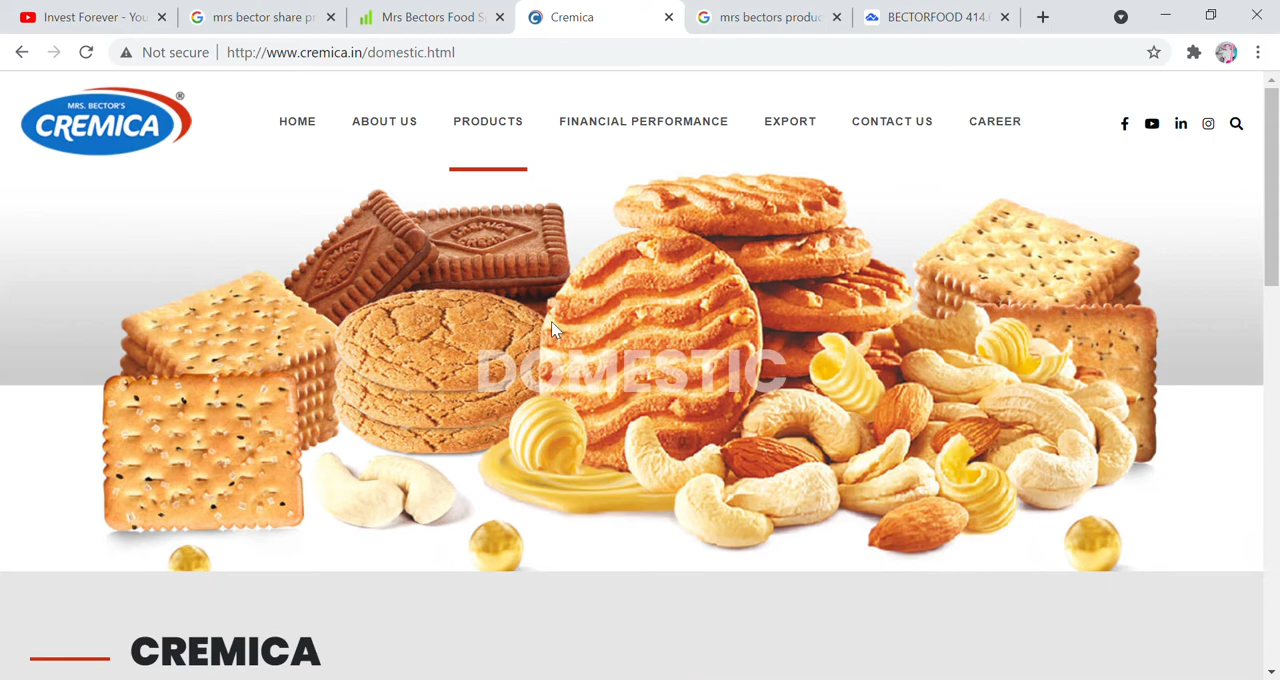 Invest Forever - You
mrs bector share pr
Mrs Bectors Food Sp
Cremica
mrs bectors produc
BECTORFOOD 414.
Not secure
http://www.cremica.in/domestic.html
MRS. BECTOR'S
CREMICA
®
HOME
ABOUT US
PRODUCTS
FINANCIAL PERFORMANCE
EXPORT
CONTACT US
CAREER
DOMESTIC
CREMICA